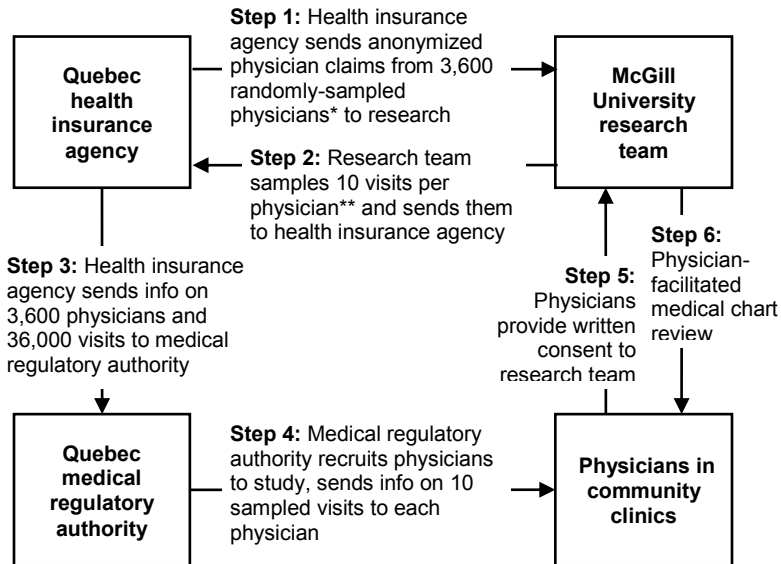 Step 1: Health insurance
agency sends anonymized
physician claims from 3,600
randomly-sampled
physicians* to research
Quebec
health
insurance
agency
McGill
University
research
team
Step 2: Research team
samples 10 visits per
physician** and sends them
to health insurance agency
Step 3: Health insurance
agency sends info on
3,600 physicians and
36,000 visits to medical
regulatory authority
Step 5:
Physicians
provide written
consent to
research team
Step 6:
Physician-
facilitated
medical chart
review
Quebec
medical
regulatory
authority
Step 4: Medical regulatory
authority recruits physicians
to study, sends info on 10
sampled visits to each
physician
Physicians in
community
clinics